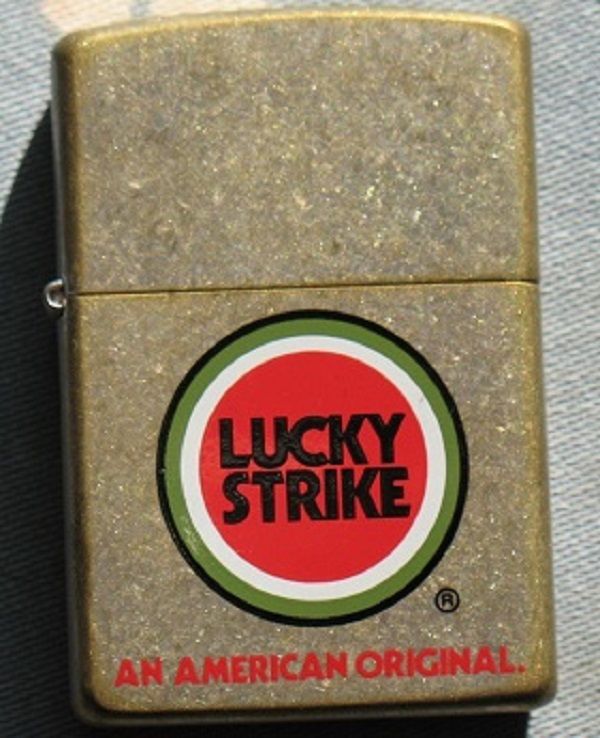 LUCKY
STRIKE
®
AN AMERICAN ORIGINAL.